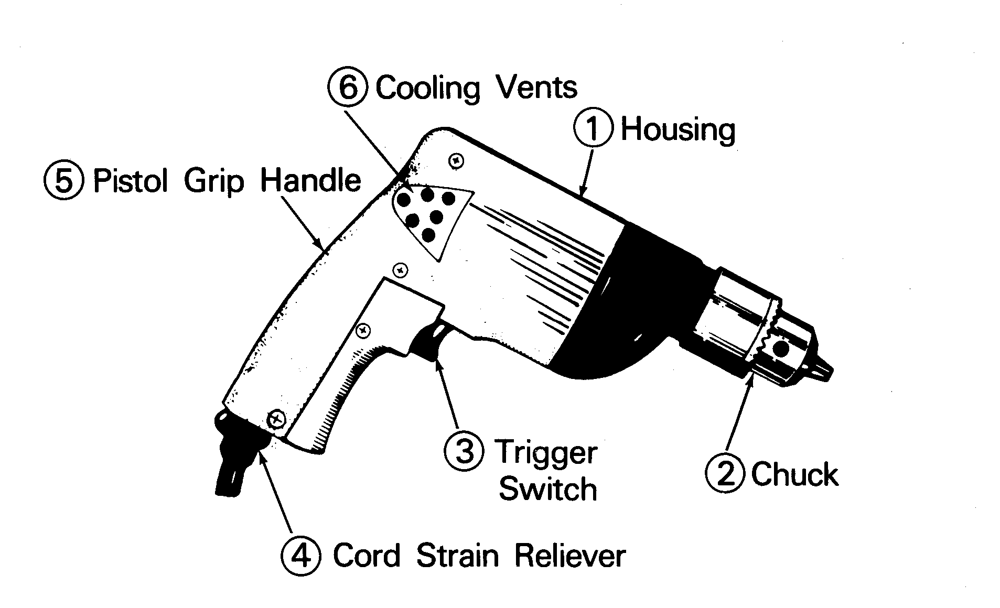 6 Cooling Vents
1 Housing
5 Pistol Grip Handle
3 Trigger
Switch
2 Chuck
4 Cord Strain Reliever